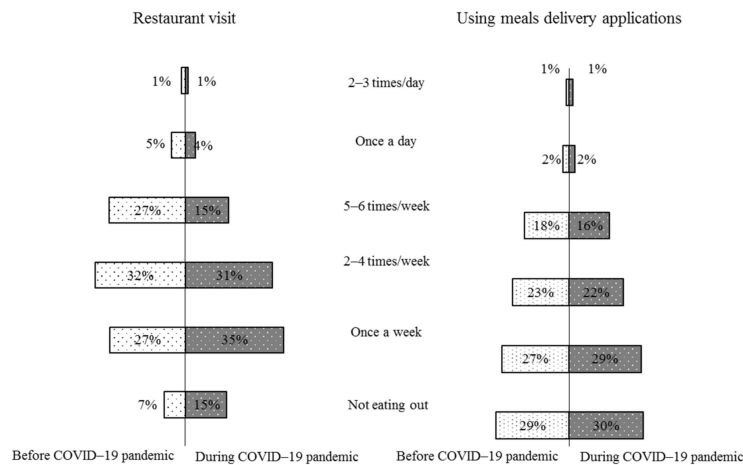 Restaurant visit
Using meals delivery applications
1% 1% 2–3 times/day 1% 1%
5% 4% Once a day 2% 2%
27% 15% 5–6 times/week 18% 16%
32% 31% 2–4 times/week 23% 22%
27% 35% Once a week 27% 29%
7% 15% Not eating out 29% 30%
Before COVID–19 pandemic During COVID–19 pandemic Before COVID–19 pandemic During COVID–19 pandemic